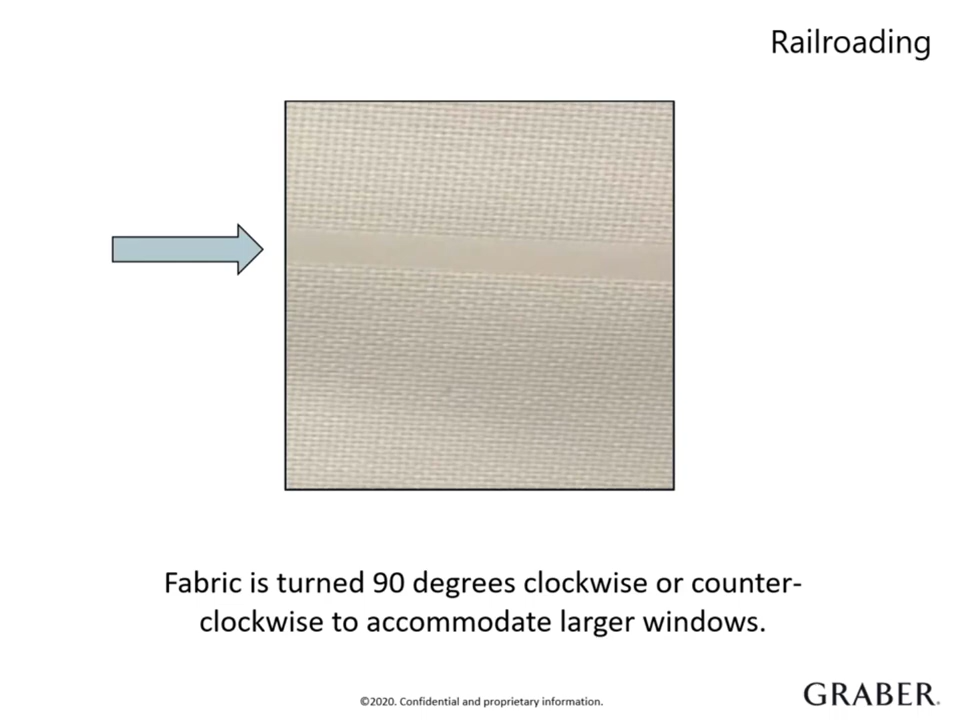 Railroading
Fabric is turned 90 degrees clockwise or counter-
clockwise to accommodate larger windows.
©2020. Confidential and proprietary information.
GRABER.